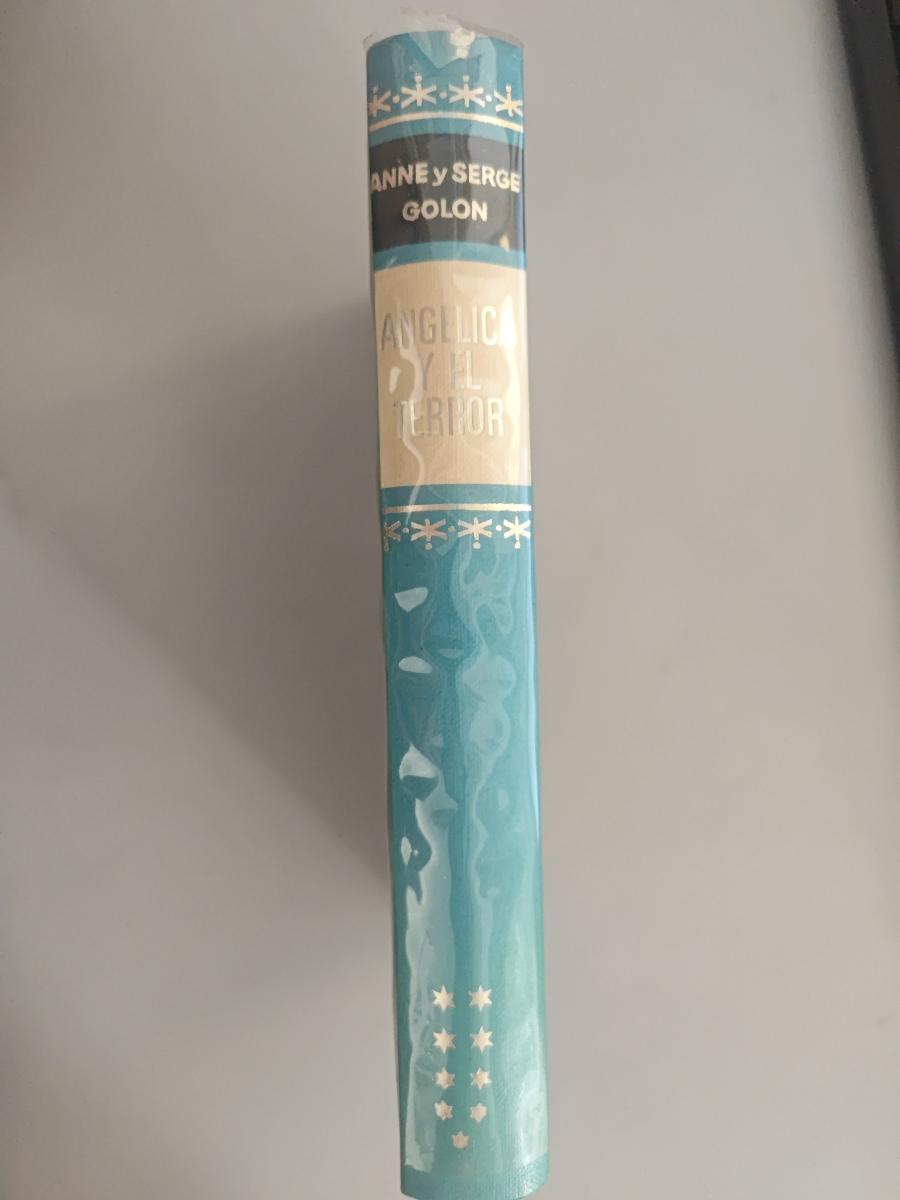 ANNE y SERGE
GOLON
ANGELICA
Y EL
TERROR